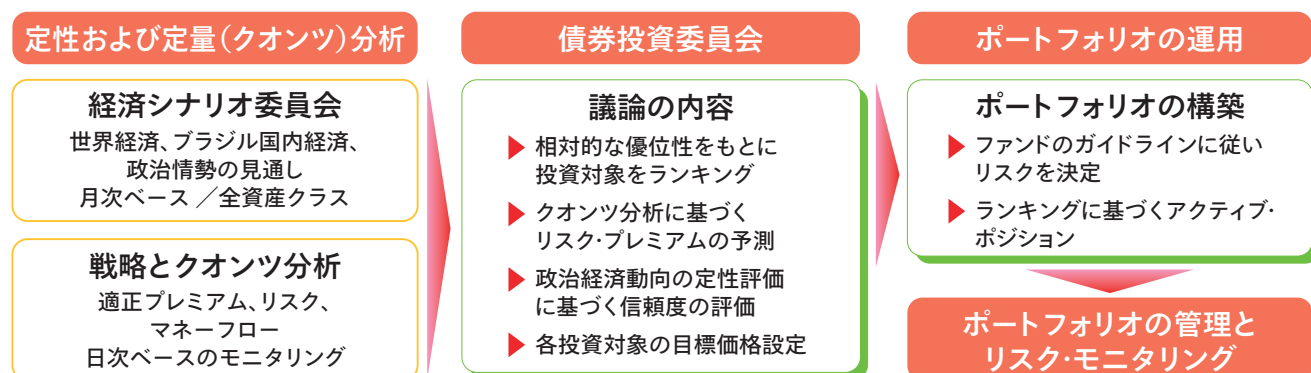 定性および定量(クオンツ)分析
経済シナリオ委員会
世界経済、ブラジル国内経済、
政治情勢の見通し
月次ベース ／全資産クラス
戦略とクオンツ分析
適正プレミアム、リスク、
マネーフロー
日次ベースのモニタリング
債券投資委員会
議論の内容
相対的な優位性をもとに
投資対象をランキング
クオンツ分析に基づく
リスク・プレミアムの予測
政治経済動向の定性評価
に基づく信頼度の評価
各投資対象の目標価格設定
ポートフォリオの運用
ポートフォリオの構築
ファンドのガイドラインに従い
リスクを決定
ランキングに基づくアクティブ・
ポジション
ポートフォリオの管理と
リスク・モニタリング